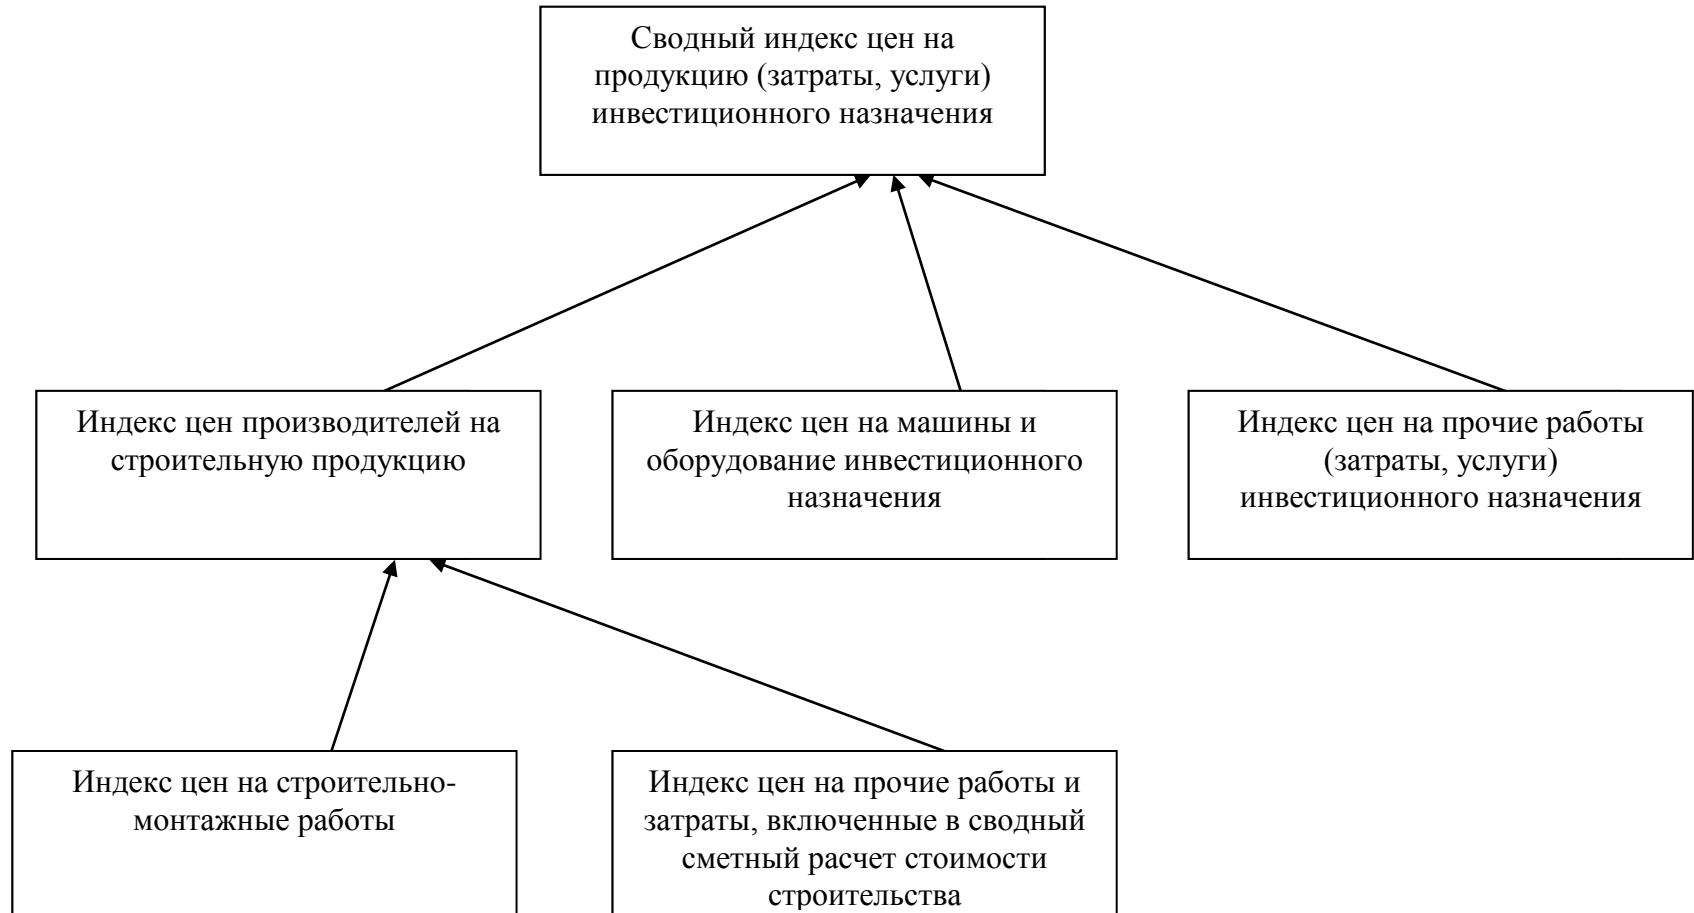 Сводный индекс цен на
продукцию (затраты, услуги)
инвестиционного назначения
Индекс цен производителей на
строительную продукцию
Индекс цен на машины и
оборудование инвестиционного
назначения
Индекс цен на прочие работы
(затраты, услуги)
инвестиционного назначения
Индекс цен на строительно-
монтажные работы
Индекс цен на прочие работы и
затраты, включенные в сводный
сметный расчет стоимости
строительства